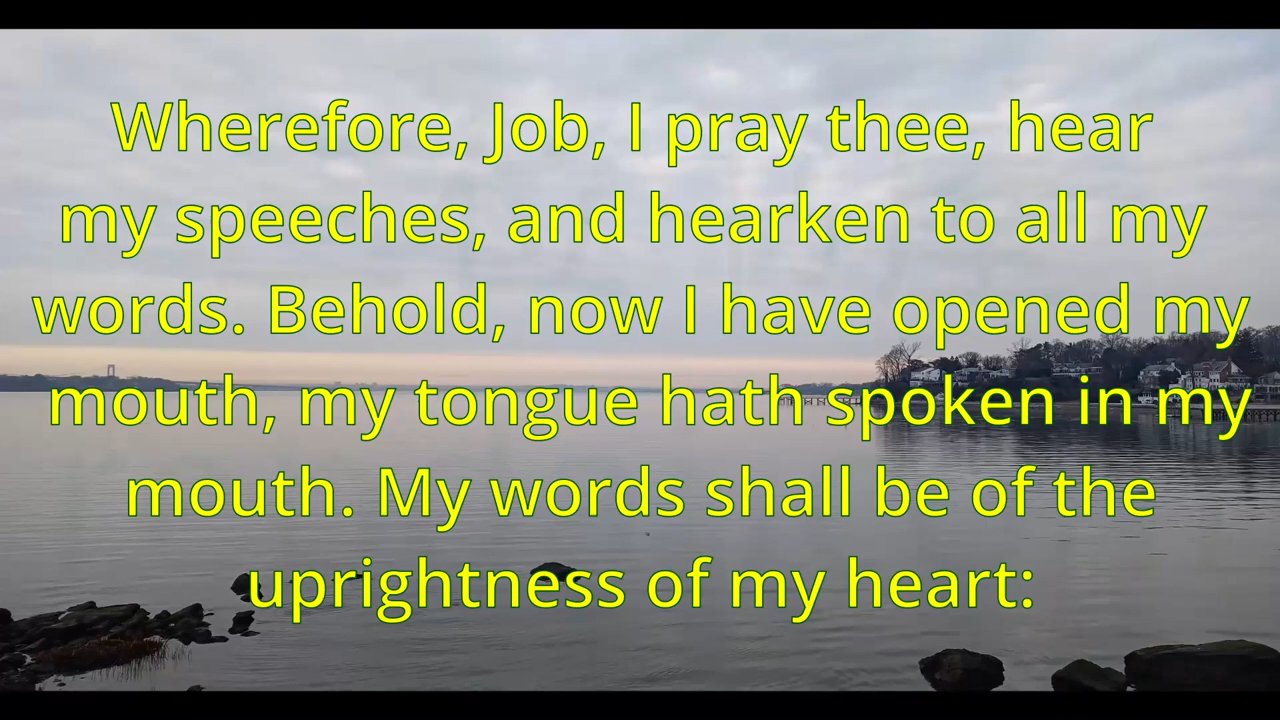 Wherefore, Job, I pray thee, hear
my speeches, and hearken to all my
words. Behold, now I have opened my
mouth, my tongue hath spoken in my
mouth. My words shall be of the
uprightness of my heart: